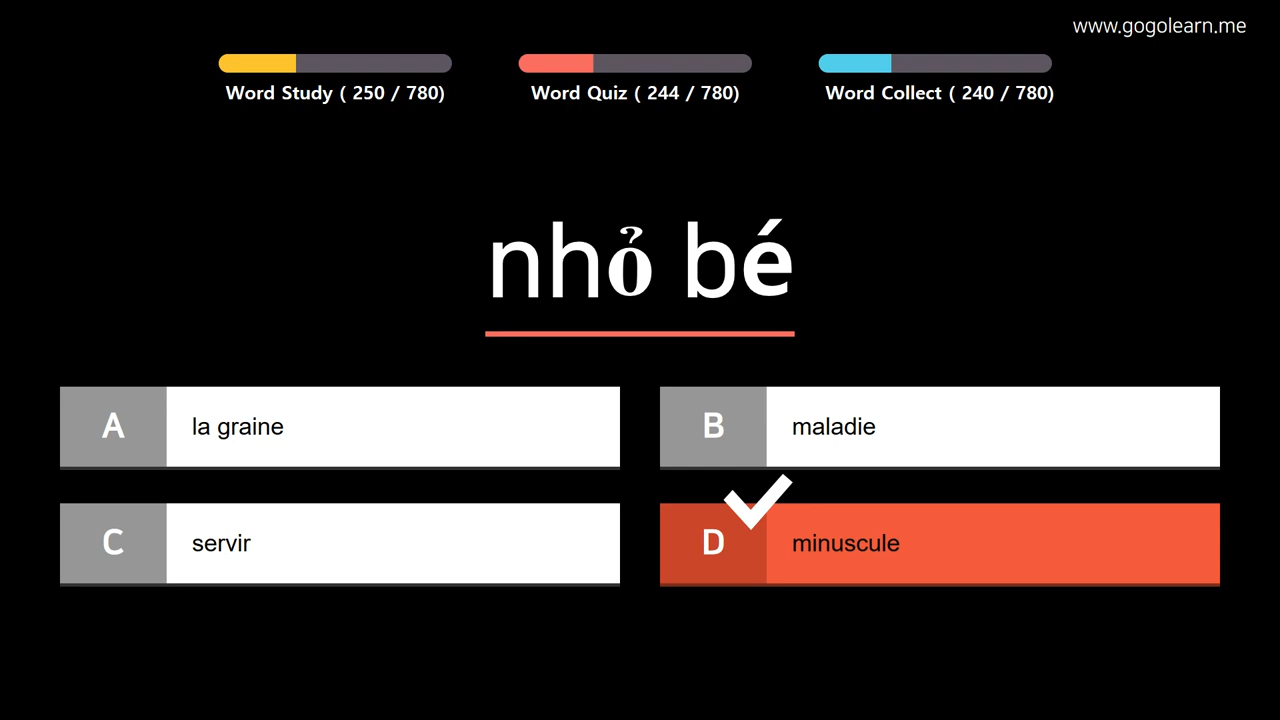 www.gogolearn.me
Word Study ( 250 / 780)
Word Quiz ( 244 / 780)
Word Collect ( 240 / 780)
nhỏ bé
A la graine
B maladie
C servir
D minuscule